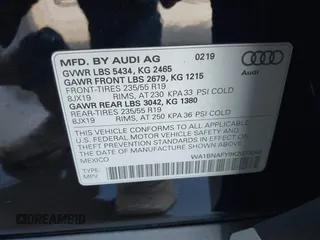 MFD. BY AUDI AG 02/19
GVWR LBS 5434, KG 2465
GAWR FRONT LBS 2679, KG 1215
FRONT-TIRES 235/55 R19
8JX19 RIMS, AT 230 KPA 33 PSI COLD
GAWR REAR LBS 3042, KG 1380
REAR-TIRES 235/55 R19
8JX19 RIMS, AT 250 KPA 36 PSI COLD
THIS VEHICLE CONFORMS TO ALL APPLICABLE
U.S. FEDERAL MOTOR VEHICLE SAFETY,
BUMPER, AND THEFT PREVENTION STANDARDS
IN EFFECT ON THE DATE OF MANUFACTURE
SHOWN ABOVE.
MEXICO
Audi
DREAMBID